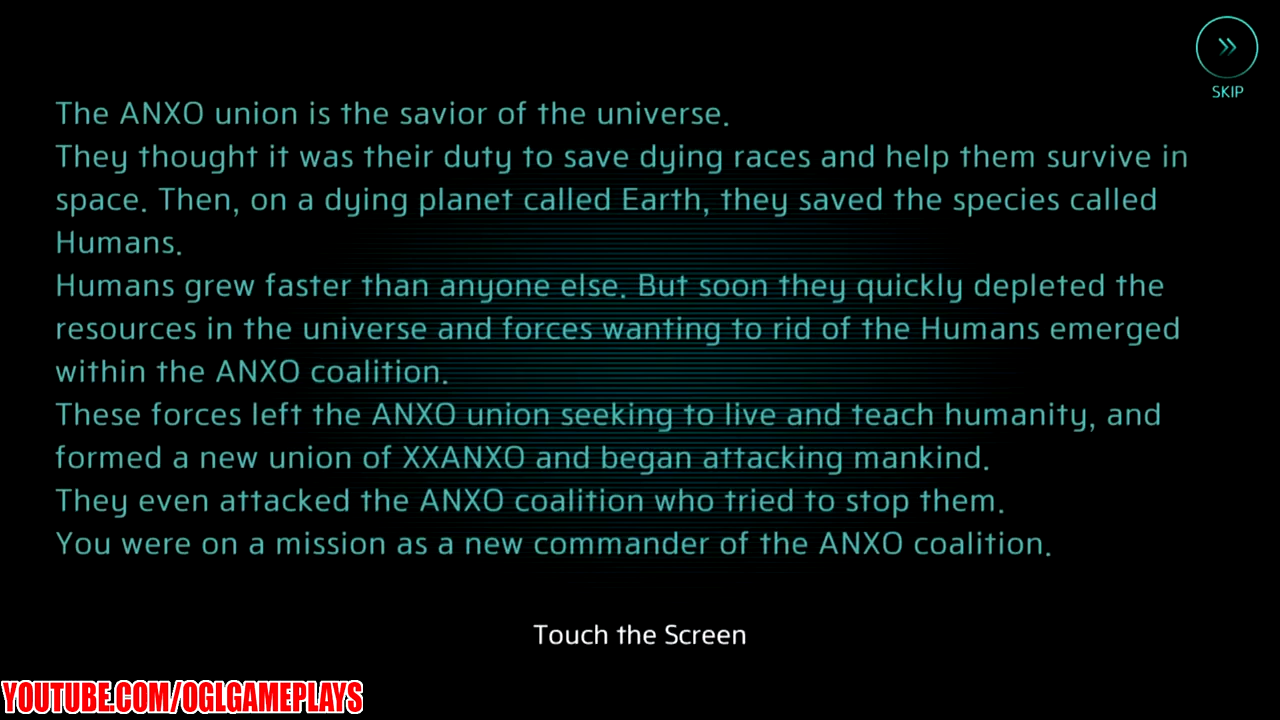 SKIP
The ANXO union is the savior of the universe.
They thought it was their duty to save dying races and help them survive in
space. Then, on a dying planet called Earth, they saved the species called
Humans.
Humans grew faster than anyone else. But soon they quickly depleted the
resources in the universe and forces wanting to rid of the Humans emerged
within the ANXO coalition.
These forces left the ANXO union seeking to live and teach humanity, and
formed a new union of XXANXO and began attacking mankind.
They even attacked the ANXO coalition who tried to stop them.
You were on a mission as a new commander of the ANXO coalition.
Touch the Screen
YOUTUBE.COM/OGLGAMEPLAYS